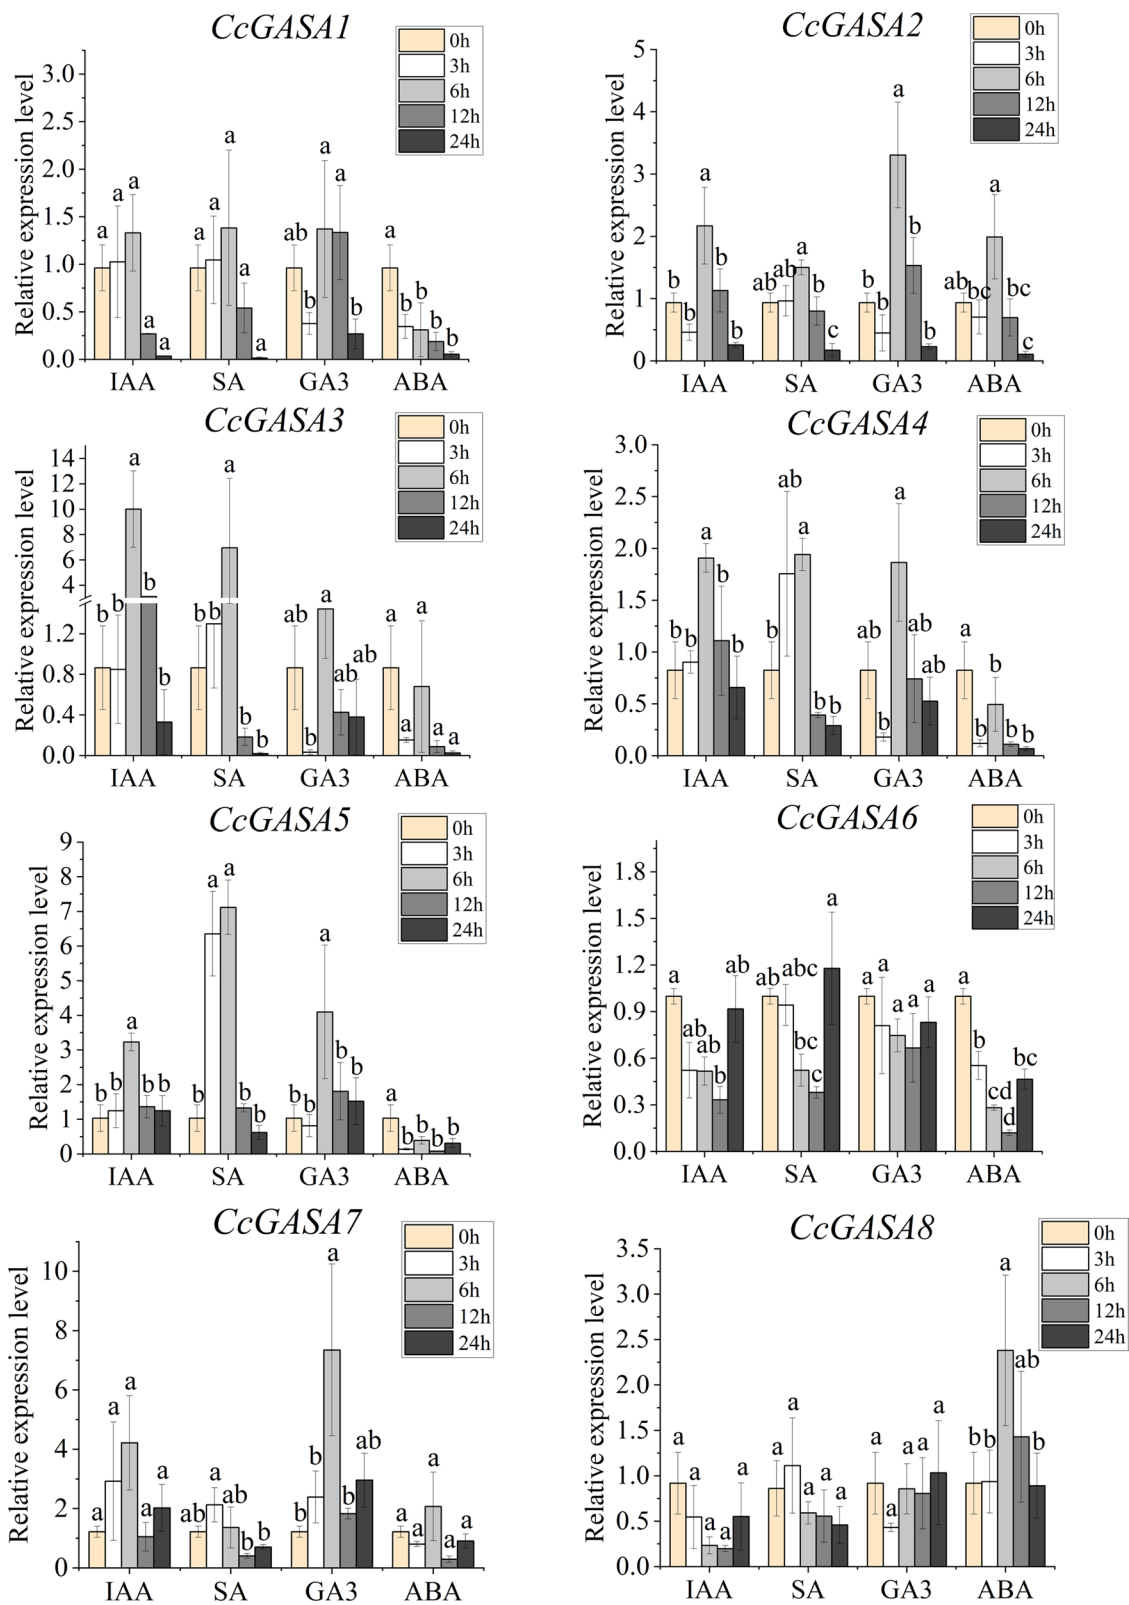 CcGASA1
0h
3h
6h
12h
24h
Relative expression level
3.0
2.5
2.0
1.5
1.0
0.5
0.0
a a a a a
a a a a a
ab b a a b
a b b b b
IAA SA GA3 ABA
CcGASA2
0h
3h
6h
12h
24h
Relative expression level
5
4
3
2
1
0
b b a b b
ab ab a b c
b b a b b
ab bc a bc c
IAA SA GA3 ABA
CcGASA3
0h
3h
6h
12h
24h
Relative expression level
14
12
10
8
6
4
1.2
0.8
0.4
0.0
b b a b b
b b a b b
ab b a ab ab
a a a a a
IAA SA GA3 ABA
CcGASA4
0h
3h
6h
12h
24h
Relative expression level
3.0
2.5
2.0
1.5
1.0
0.5
0.0
b b a b b
b ab a b b
ab b a ab ab
a b b b b
IAA SA GA3 ABA
CcGASA5
0h
3h
6h
12h
24h
Relative expression level
9
8
7
6
5
4
3
2
1
0
b b a b b
b a a b b
b b a b b
a b b b b
IAA SA GA3 ABA
CcGASA6
0h
3h
6h
12h
24h
Relative expression level
1.8
1.5
1.2
0.9
0.6
0.3
0.0
a ab ab b ab
ab abc bc c a
a a a a a
a b cd d bc
IAA SA GA3 ABA
CcGASA7
0h
3h
6h
12h
24h
Relative expression level
10
8
6
4
2
0
a a a a a
ab a ab b b
b b a b ab
a a a a a
IAA SA GA3 ABA
CcGASA8
0h
3h
6h
12h
24h
Relative expression level
3.5
3.0
2.5
2.0
1.5
1.0
0.5
0.0
a a a a a
a a a a a
a a a a a
b b a ab b
IAA SA GA3 ABA